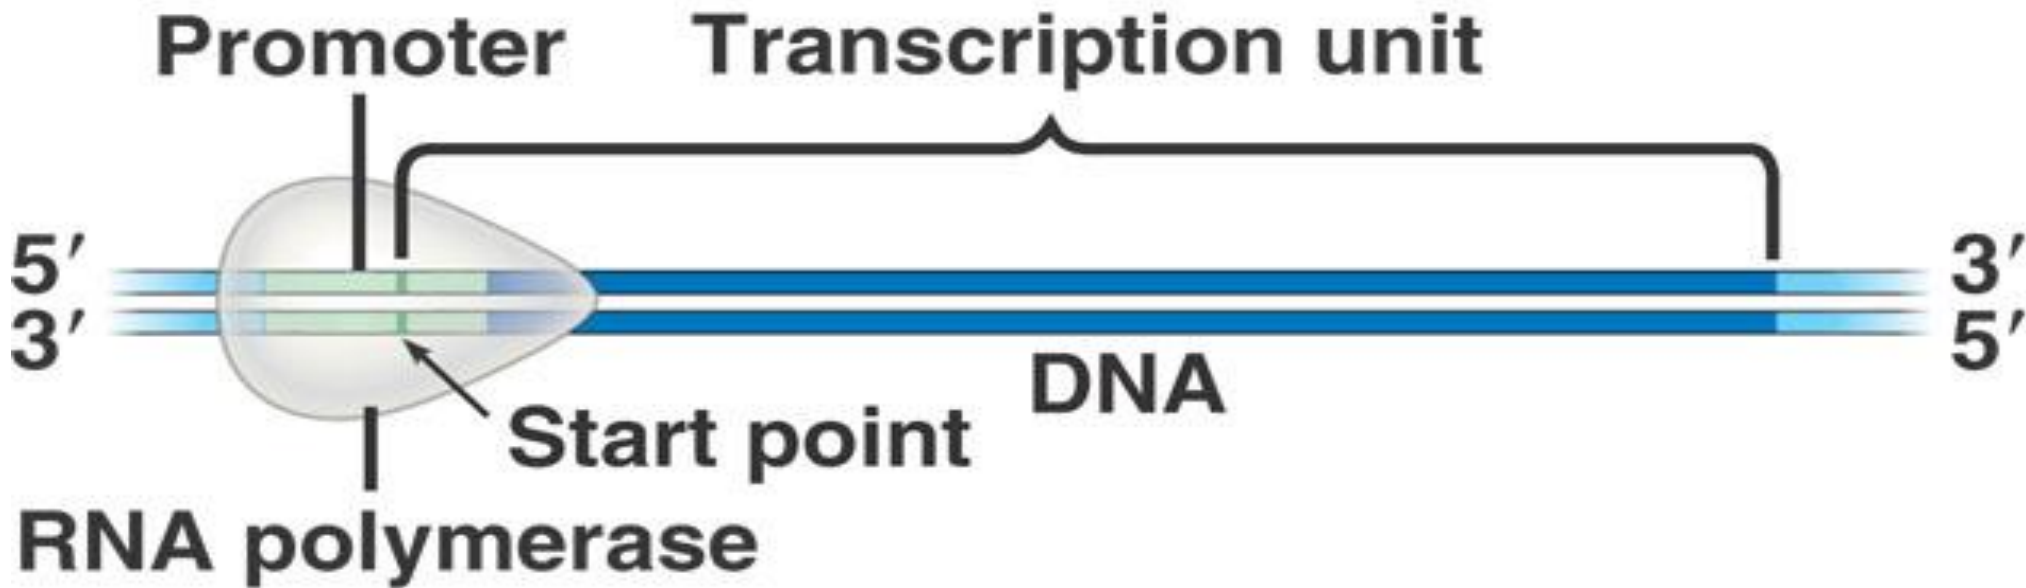 Promoter
Transcription unit
5′
3′
3′
5′
DNA
Start point
RNA polymerase